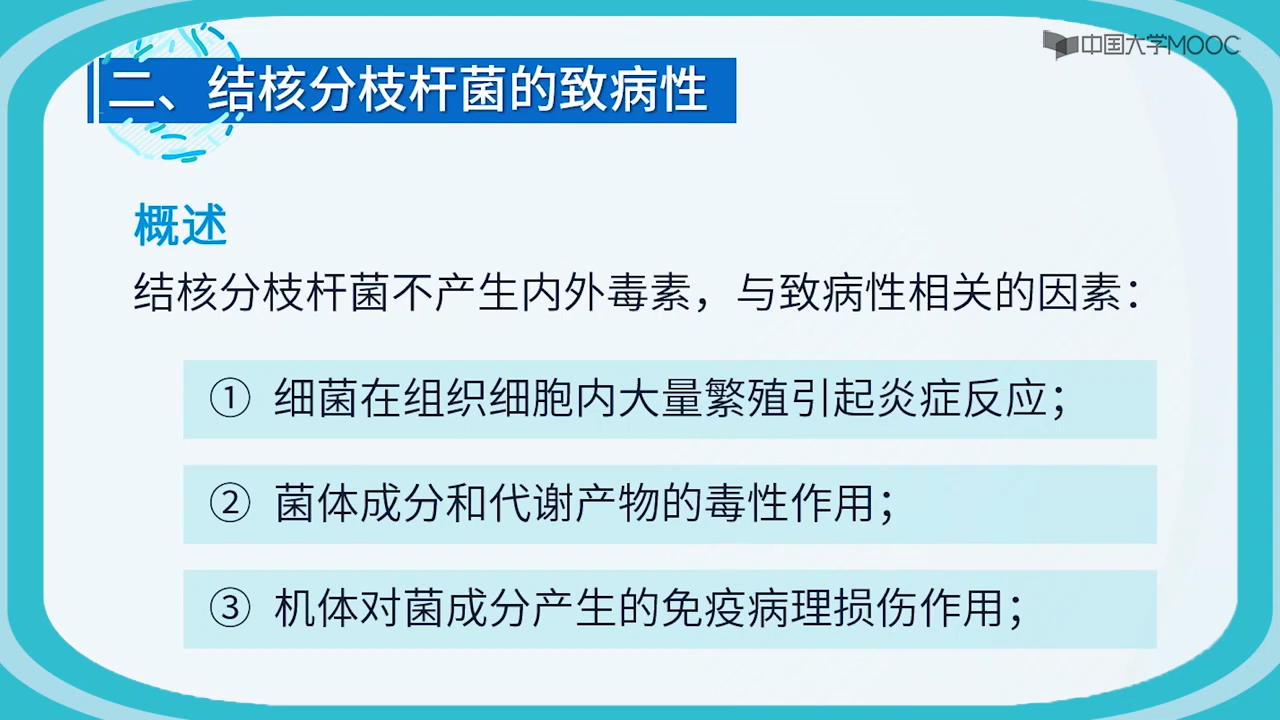 中国大学MOOC
二、结核分枝杆菌的致病性
概述
结核分枝杆菌不产生内外毒素，与致病性相关的因素：
① 细菌在组织细胞内大量繁殖引起炎症反应；
② 菌体成分和代谢产物的毒性作用；
③ 机体对菌成分产生的免疫病理损伤作用；